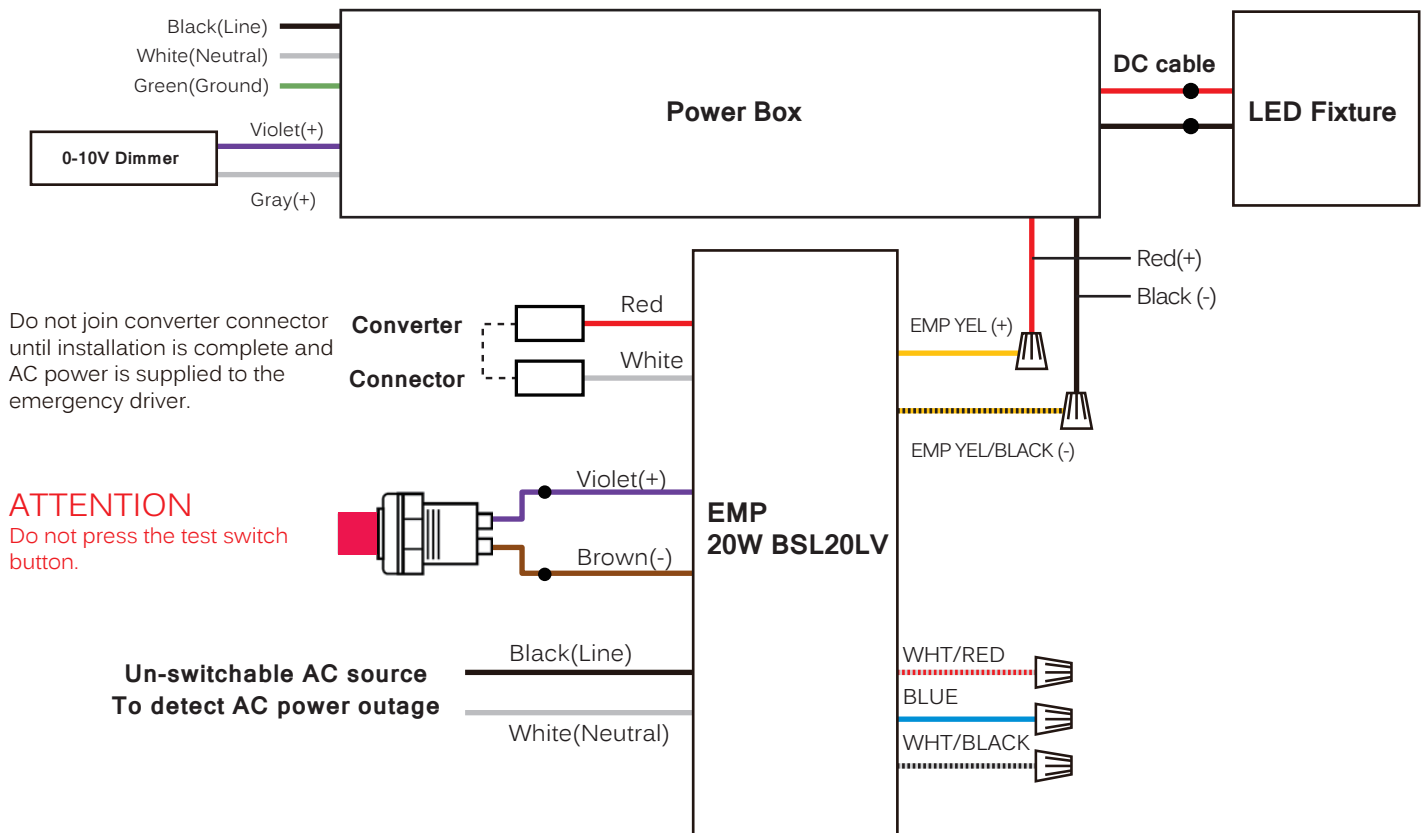 Black(Line)
White(Neutral)
Green(Ground)
Violet(+)
0-10V Dimmer
Gray(+)
Power Box
DC cable
LED Fixture
Red(+)
Black (-)
Do not join converter connector
until installation is complete and
AC power is supplied to the
emergency driver.
Converter
Connector
Red
White
EMP YEL (+)
EMP YEL/BLACK (-)
ATTENTION
Do not press the test switch
button.
Violet(+)
Brown(-)
EMP
20W BSL20LV
Un-switchable AC source
To detect AC power outage
Black(Line)
White(Neutral)
WHT/RED
BLUE
WHT/BLACK